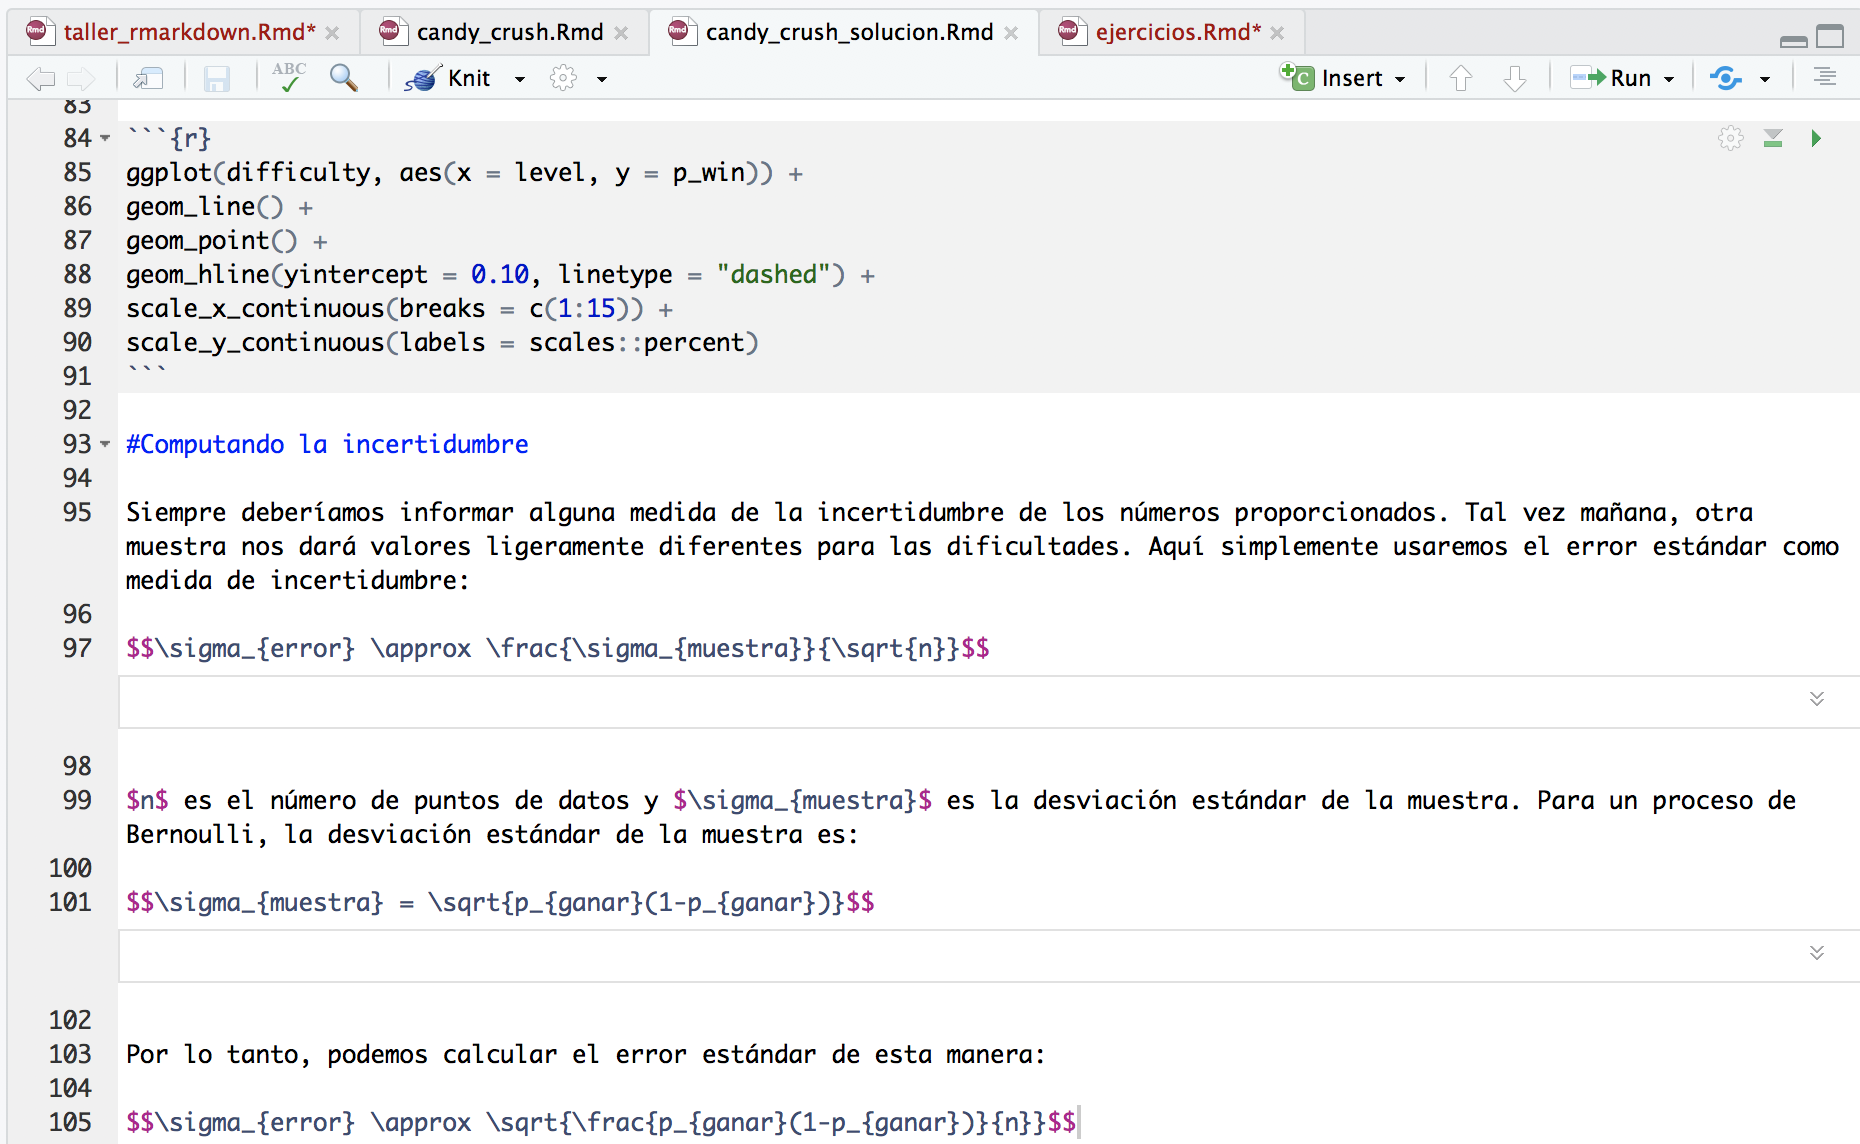 taller_rmarkdown.Rmd* candy_crush.Rmd candy_crush_solucion.Rmd ejercicios.Rmd*
ABC Knit Insert Run
83
84 ```{r}
85 ggplot(difficulty, aes(x = level, y = p_win)) +
86 geom_line() +
87 geom_point() +
88 geom_hline(yintercept = 0.10, linetype = "dashed") +
89 scale_x_continuous(breaks = c(1:15)) +
90 scale_y_continuous(labels = scales::percent)
91 ```
92
93 #Computando la incertidumbre
94
95 Siempre deberíamos informar alguna medida de la incertidumbre de los números proporcionados. Tal vez mañana, otra
muestra nos dará valores ligeramente diferentes para las dificultades. Aquí simplemente usaremos el error estándar como
medida de incertidumbre:
96
97 $$\sigma_{error} \approx \frac{\sigma_{muestra}}{\sqrt{n}}$$
98
99 $n$ es el número de puntos de datos y $\sigma_{muestra}$ es la desviación estándar de la muestra. Para un proceso de
Bernoulli, la desviación estándar de la muestra es:
100
101 $$\sigma_{muestra} = \sqrt{p_{ganar}(1-p_{ganar})}$$
102
103 Por lo tanto, podemos calcular el error estándar de esta manera:
104
105 $$\sigma_{error} \approx \sqrt{\frac{p_{ganar}(1-p_{ganar})}{n}}$$